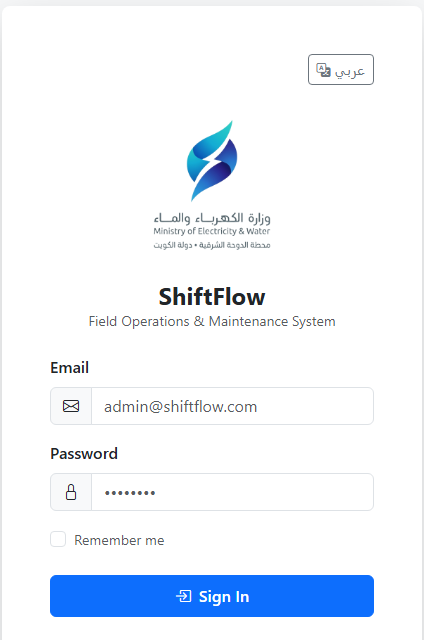 عربي
وزارة الكهرباء والماء
Ministry of Electricity & Water
محطة الدوحة الشرقية • دولة الكويت
ShiftFlow
Field Operations & Maintenance System
Email
admin@shiftflow.com
Password
••••••••
Remember me
Sign In